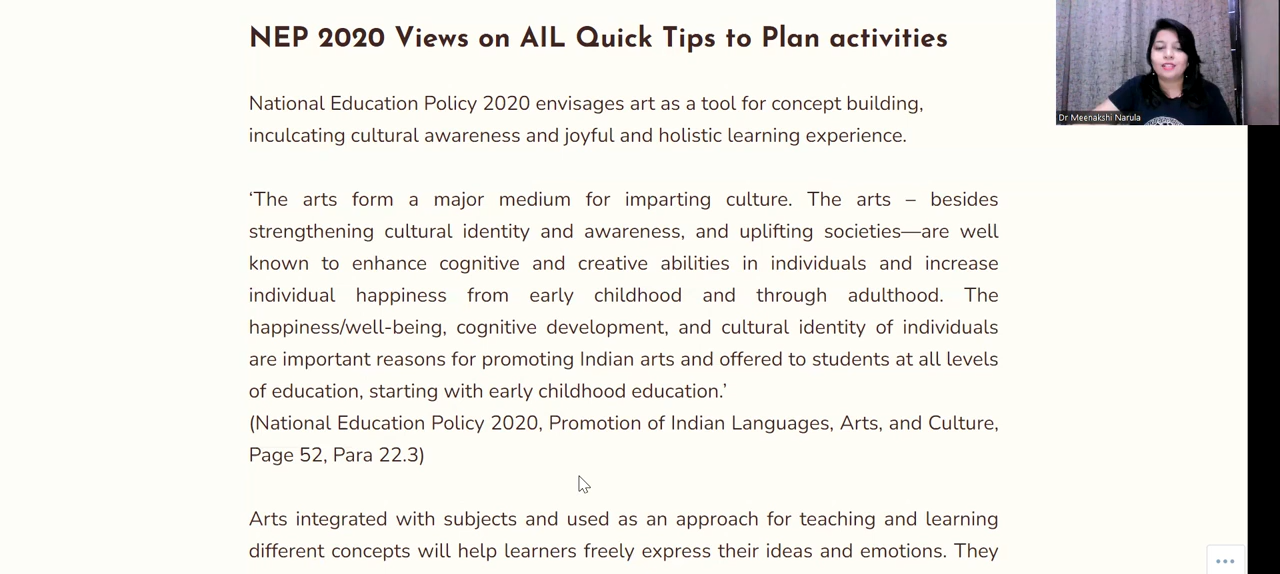 NEP 2020 Views on AIL Quick Tips to Plan activities
Dr Meenakshi Narula
National Education Policy 2020 envisages art as a tool for concept building,
inculcating cultural awareness and joyful and holistic learning experience.
‘The arts form a major medium for imparting culture. The arts – besides
strengthening cultural identity and awareness, and uplifting societies—are well
known to enhance cognitive and creative abilities in individuals and increase
individual happiness from early childhood and through adulthood. The
happiness/well-being, cognitive development, and cultural identity of individuals
are important reasons for promoting Indian arts and offered to students at all levels
of education, starting with early childhood education.’
(National Education Policy 2020, Promotion of Indian Languages, Arts, and Culture,
Page 52, Para 22.3)
Arts integrated with subjects and used as an approach for teaching and learning
different concepts will help learners freely express their ideas and emotions. They